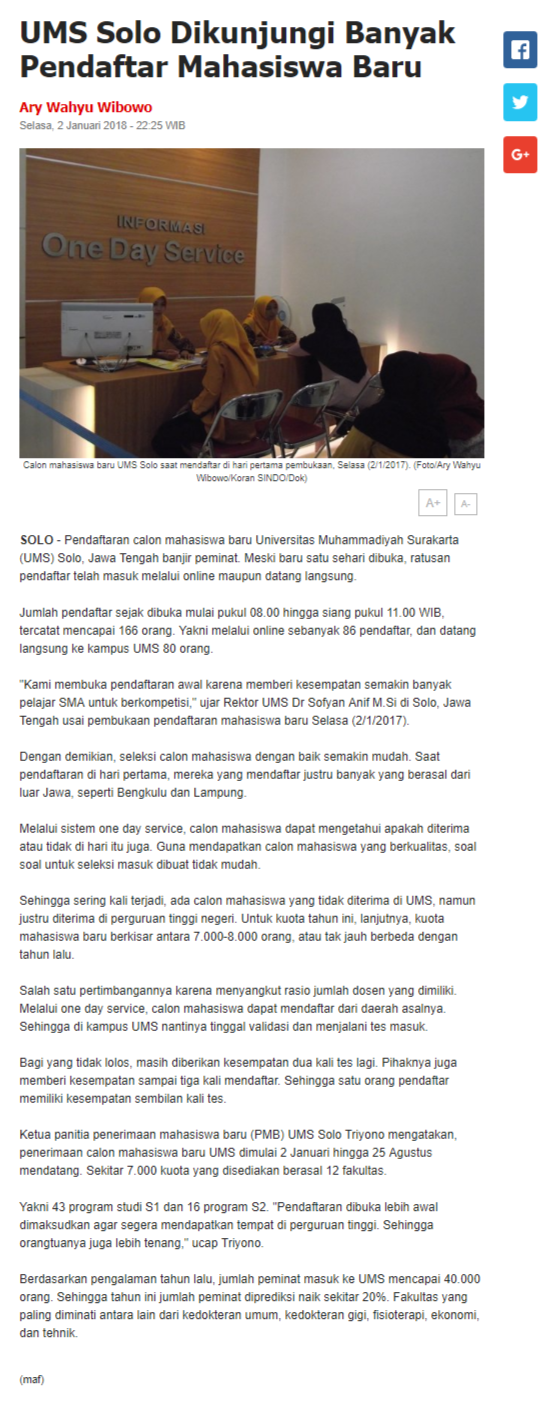 UMS Solo Dikunjungi Banyak
Pendaftar Mahasiswa Baru
Ary Wahyu Wibowo
Selasa, 2 Januari 2018 - 22:25 WIB
INFORMASI
One Day Service
Calon mahasiswa baru UMS Solo saat mendaftar di hari pertama pembukaan, Selasa (2/1/2017). (Foto/Ary Wahyu
Wibowo/Koran SINDO/Dok)
A+ A-
SOLO - Pendaftaran calon mahasiswa baru Universitas Muhammadiyah Surakarta
(UMS) Solo, Jawa Tengah banjir peminat. Meski baru satu sehari dibuka, ratusan
pendaftar telah masuk melalui online maupun datang langsung.
Jumlah pendaftar sejak dibuka mulai pukul 08.00 hingga siang pukul 11.00 WIB,
tercatat mencapai 166 orang. Yakni melalui online sebanyak 86 pendaftar, dan datang
langsung ke kampus UMS 80 orang.
"Kami membuka pendaftaran awal karena memberi kesempatan semakin banyak
pelajar SMA untuk berkompetisi," ujar Rektor UMS Dr Sofyan Anif M.Si di Solo, Jawa
Tengah usai pembukaan pendaftaran mahasiswa baru Selasa (2/1/2017).
Dengan demikian, seleksi calon mahasiswa dengan baik semakin mudah. Saat
pendaftaran di hari pertama, mereka yang mendaftar justru banyak yang berasal dari
luar Jawa, seperti Bengkulu dan Lampung.
Melalui sistem one day service, calon mahasiswa dapat mengetahui apakah diterima
atau tidak di hari itu juga. Guna mendapatkan calon mahasiswa yang berkualitas, soal
soal untuk seleksi masuk dibuat tidak mudah.
Sehingga sering kali terjadi, ada calon mahasiswa yang tidak diterima di UMS, namun
justru diterima di perguruan tinggi negeri. Untuk kuota tahun ini, lanjutnya, kuota
mahasiswa baru berkisar antara 7.000-8.000 orang, atau tak jauh berbeda dengan
tahun lalu.
Salah satu pertimbangannya karena menyangkut rasio jumlah dosen yang dimiliki.
Melalui one day service, calon mahasiswa dapat mendaftar dari daerah asalnya.
Sehingga di kampus UMS nantinya tinggal validasi dan menjalani tes masuk.
Bagi yang tidak lolos, masih diberikan kesempatan dua kali tes lagi. Pihaknya juga
memberi kesempatan sampai tiga kali mendaftar. Sehingga satu orang pendaftar
memiliki kesempatan sembilan kali tes.
Ketua panitia penerimaan mahasiswa baru (PMB) UMS Solo Triyono mengatakan,
penerimaan calon mahasiswa baru UMS dimulai 2 Januari hingga 25 Agustus
mendatang. Sekitar 7.000 kuota yang disediakan berasal 12 fakultas.
Yakni 43 program studi S1 dan 16 program S2. "Pendaftaran dibuka lebih awal
dimaksudkan agar segera mendapatkan tempat di perguruan tinggi. Sehingga
orangtuanya juga lebih tenang," ucap Triyono.
Berdasarkan pengalaman tahun lalu, jumlah peminat masuk ke UMS mencapai 40.000
orang. Sehingga tahun ini jumlah peminat diprediksi naik sekitar 20%. Fakultas yang
paling diminati antara lain dari kedokteran umum, kedokteran gigi, fisioterapi, ekonomi,
dan tehnik.
(maf)